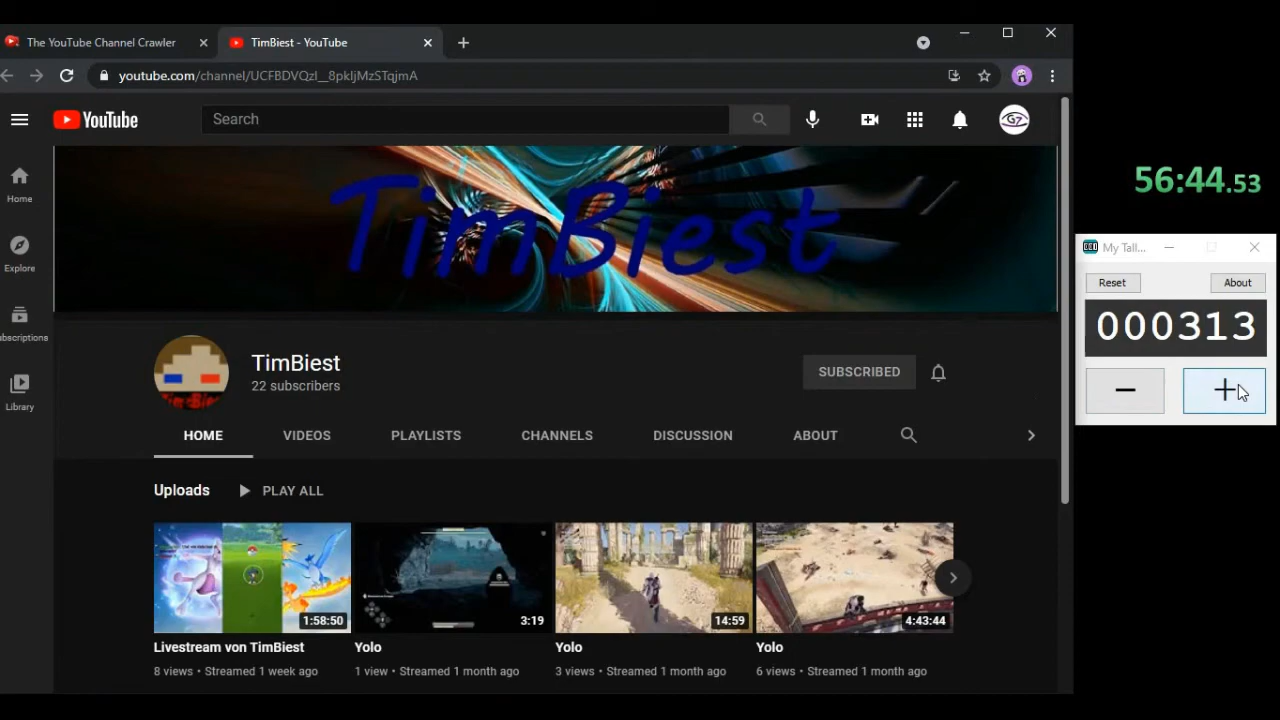 The YouTube Channel Crawler
TimBiest - YouTube
youtube.com/channel/UCFBDVQzI__8pkIjMzSTqjmA
YouTube
Search
G7
Home
Explore
ubscriptions
Library
TimBiest
TimBiest
22 subscribers
SUBSCRIBED
HOME VIDEOS PLAYLISTS CHANNELS DISCUSSION ABOUT
Uploads
PLAY ALL
1:58:50
3:19
14:59
4:43:44
Livestream von TimBiest
8 views • Streamed 1 week ago
Yolo
1 view • Streamed 1 month ago
Yolo
3 views • Streamed 1 month ago
Yolo
6 views • Streamed 1 month ago
56:44.53
My Tall...
Reset About
000313
− +